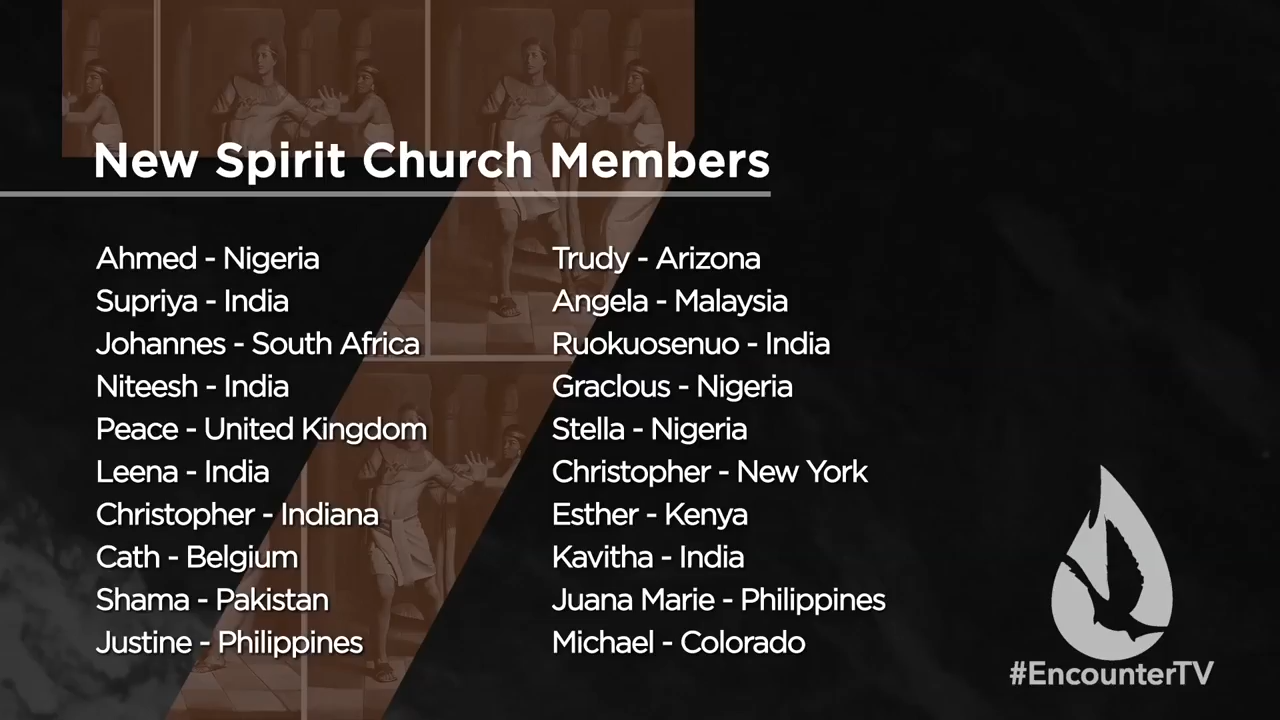 New Spirit Church Members
Ahmed - Nigeria
Supriya - India
Johannes - South Africa
Niteesh - India
Peace - United Kingdom
Leena - India
Christopher - Indiana
Cath - Belgium
Shama - Pakistan
Justine - Philippines
Trudy - Arizona
Angela - Malaysia
Ruokuosenuo - India
Graclous - Nigeria
Stella - Nigeria
Christopher - New York
Esther - Kenya
Kavitha - India
Juana Marie - Philippines
Michael - Colorado
#EncounterTV